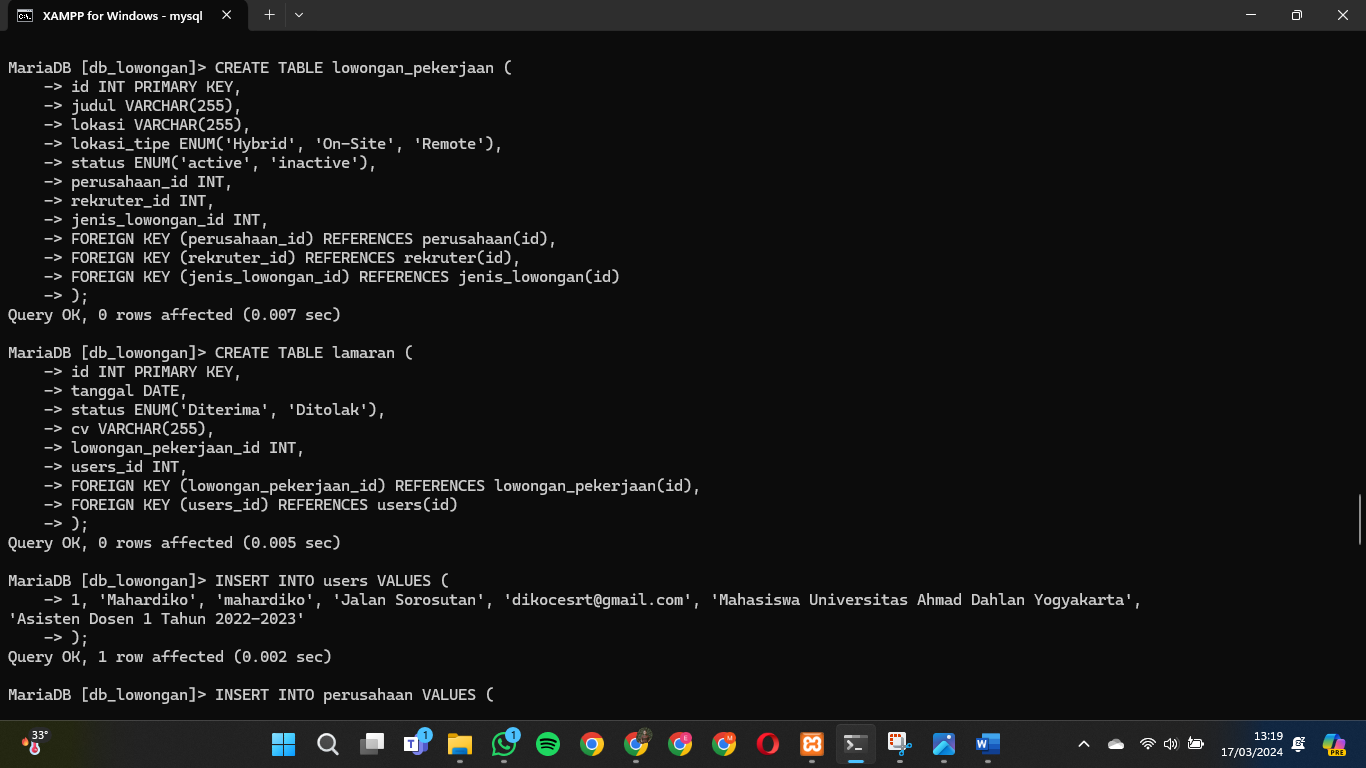 XAMPP for Windows - mysql
MariaDB [db_lowongan]> CREATE TABLE lowongan_pekerjaan (
    -> id INT PRIMARY KEY,
    -> judul VARCHAR(255),
    -> lokasi VARCHAR(255),
    -> lokasi_tipe ENUM('Hybrid', 'On-Site', 'Remote'),
    -> status ENUM('active', 'inactive'),
    -> perusahaan_id INT,
    -> rekruter_id INT,
    -> jenis_lowongan_id INT,
    -> FOREIGN KEY (perusahaan_id) REFERENCES perusahaan(id),
    -> FOREIGN KEY (rekruter_id) REFERENCES rekruter(id),
    -> FOREIGN KEY (jenis_lowongan_id) REFERENCES jenis_lowongan(id)
    -> );
Query OK, 0 rows affected (0.007 sec)
MariaDB [db_lowongan]> CREATE TABLE lamaran (
    -> id INT PRIMARY KEY,
    -> tanggal DATE,
    -> status ENUM('Diterima', 'Ditolak'),
    -> cv VARCHAR(255),
    -> lowongan_pekerjaan_id INT,
    -> users_id INT,
    -> FOREIGN KEY (lowongan_pekerjaan_id) REFERENCES lowongan_pekerjaan(id),
    -> FOREIGN KEY (users_id) REFERENCES users(id)
    -> );
Query OK, 0 rows affected (0.005 sec)
MariaDB [db_lowongan]> INSERT INTO users VALUES (
    -> 1, 'Mahardiko', 'mahardiko', 'Jalan Sorosutan', 'dikocesrt@gmail.com', 'Mahasiswa Universitas Ahmad Dahlan Yogyakarta',
'Asisten Dosen 1 Tahun 2022-2023'
    -> );
Query OK, 1 row affected (0.002 sec)
MariaDB [db_lowongan]> INSERT INTO perusahaan VALUES (
33°
1
1
13:19
17/03/2024
PRE